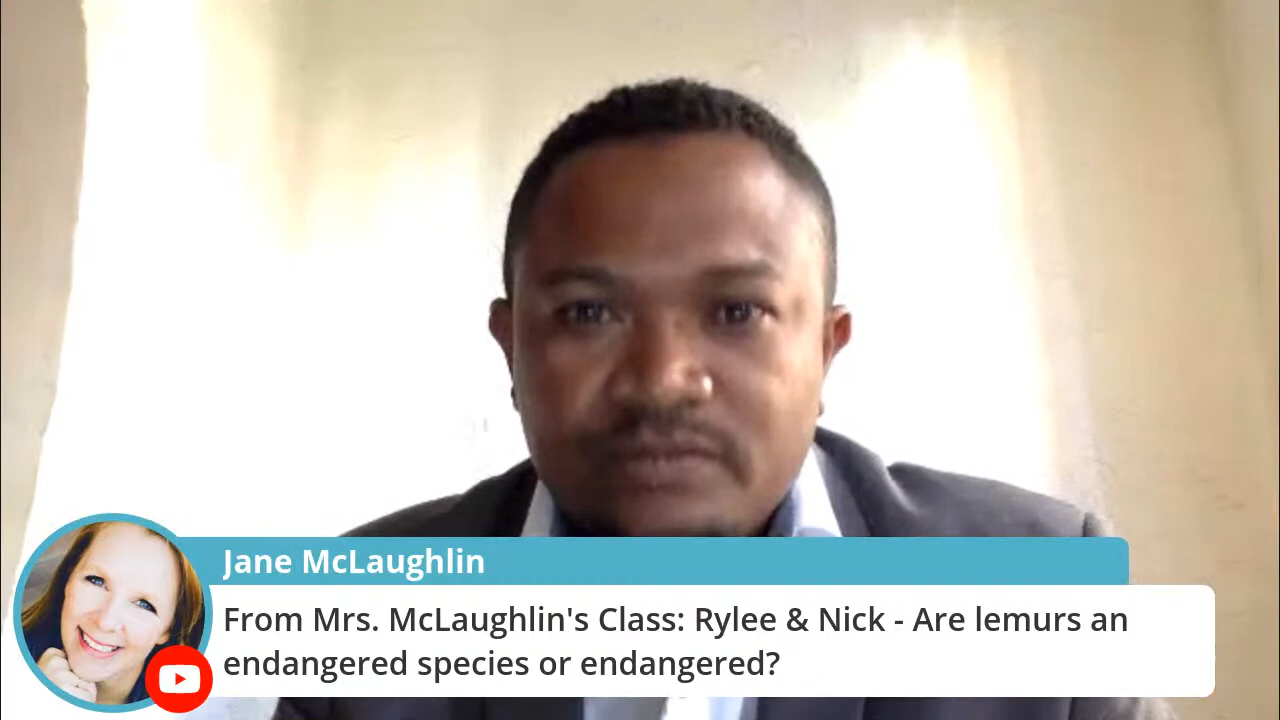 Jane McLaughlin
From Mrs. McLaughlin's Class: Rylee & Nick - Are lemurs an
endangered species or endangered?